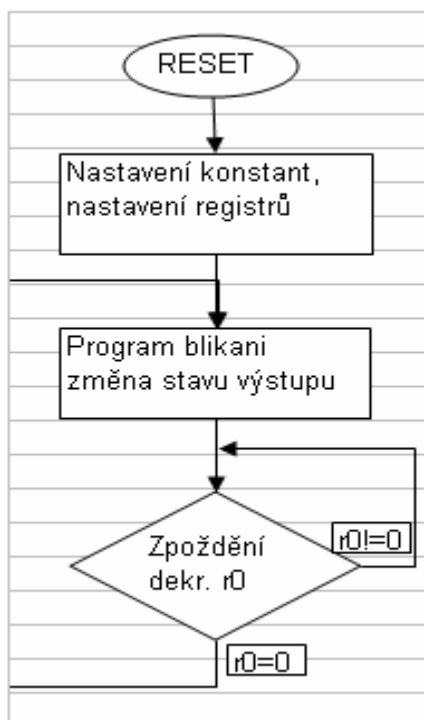 RESET
Nastavení konstant,
nastavení registrů
Program blikani
změna stavu výstupu
Zpoždění
dekr. r0
r0!=0
r0=0